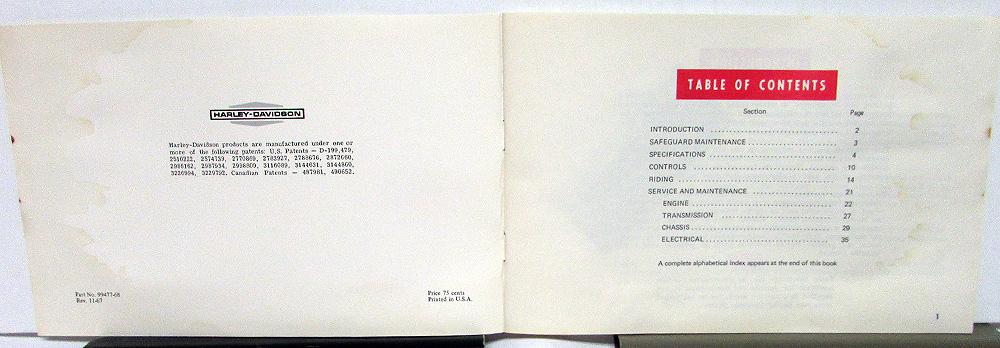 HARLEY-DAVIDSON
Harley-Davidson products are manufactured under one or
more of the following patents: U.S. Patents — D-199,479,
2510222, 2574739, 2770869, 2783927, 2788676, 2872660,
2986162, 2987934, 2998809, 3116089, 3144631, 3144860,
3226994, 3229792. Canadian Patents — 487981, 490652.
Part No. 99477-68
Rev. 11-67
Price 75 cents
Printed in U.S.A.
TABLE OF CONTENTS
Section Page
INTRODUCTION 2
SAFEGUARD MAINTENANCE 3
SPECIFICATIONS 4
CONTROLS 10
RIDING 14
SERVICE AND MAINTENANCE 21
ENGINE 22
TRANSMISSION 27
CHASSIS 29
ELECTRICAL 35
A complete alphabetical index appears at the end of this book
1